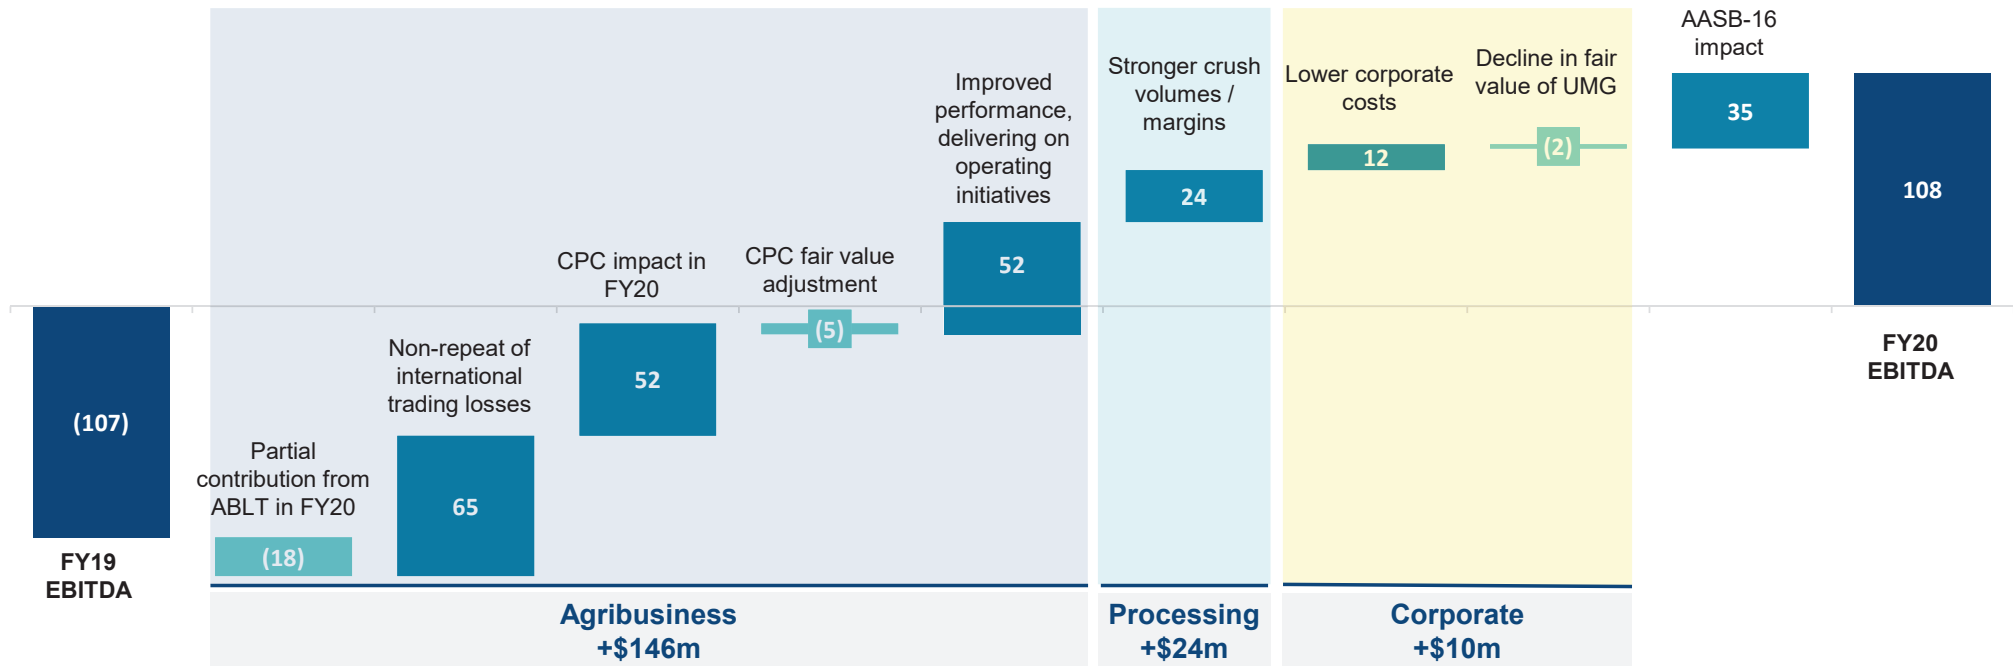 (107)
FY19
EBITDA
Partial
contribution from
ABLT in FY20
(18)
Non-repeat of
international
trading losses
65
CPC impact in
FY20
52
CPC fair value
adjustment
(5)
Improved
performance,
delivering on
operating
initiatives
52
Stronger crush
volumes /
margins
24
Lower corporate
costs
12
Decline in fair
value of UMG
(2)
AASB-16
impact
35
108
FY20
EBITDA
Agribusiness
+$146m
Processing
+$24m
Corporate
+$10m